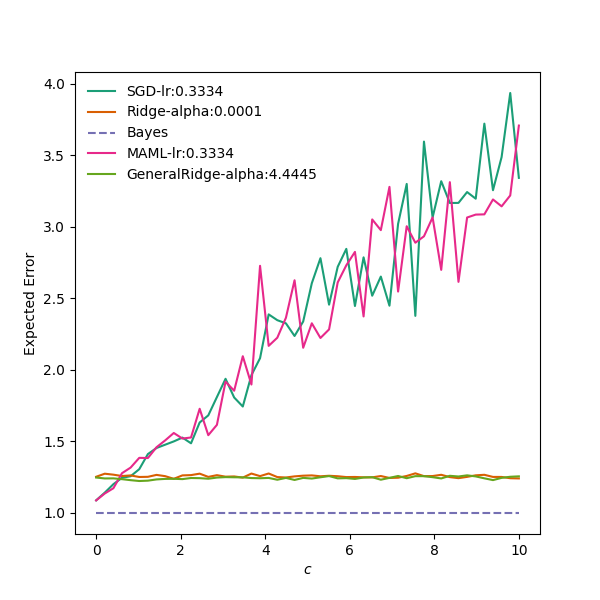 4.0
3.5
3.0
2.5
2.0
1.5
1.0
Expected Error
SGD-lr:0.3334
Ridge-alpha:0.0001
Bayes
MAML-lr:0.3334
GeneralRidge-alpha:4.4445
0 2 4 6 8 10
c